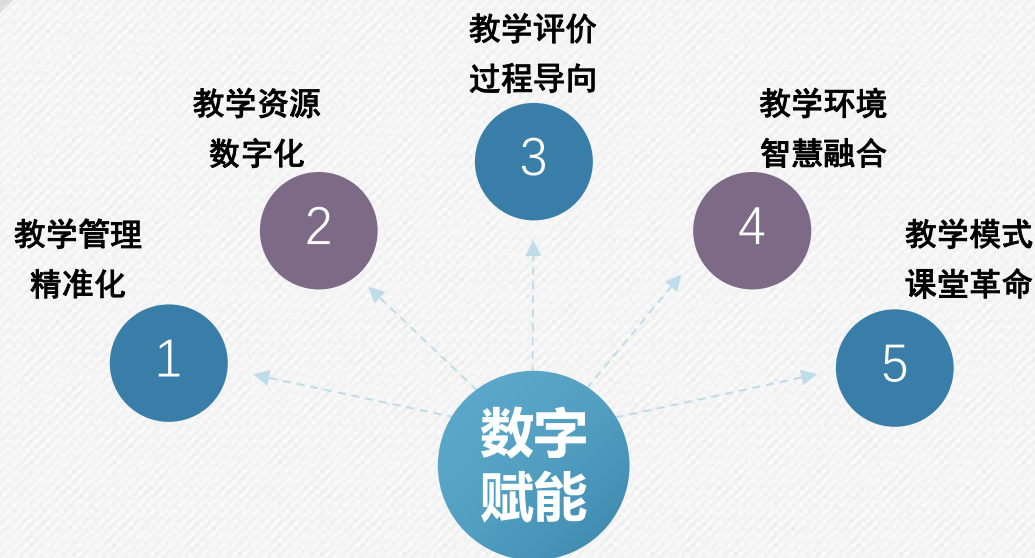 教学管理
精准化
1
教学资源
数字化
2
教学评价
过程导向
3
教学环境
智慧融合
4
教学模式
课堂革命
5
数字
赋能